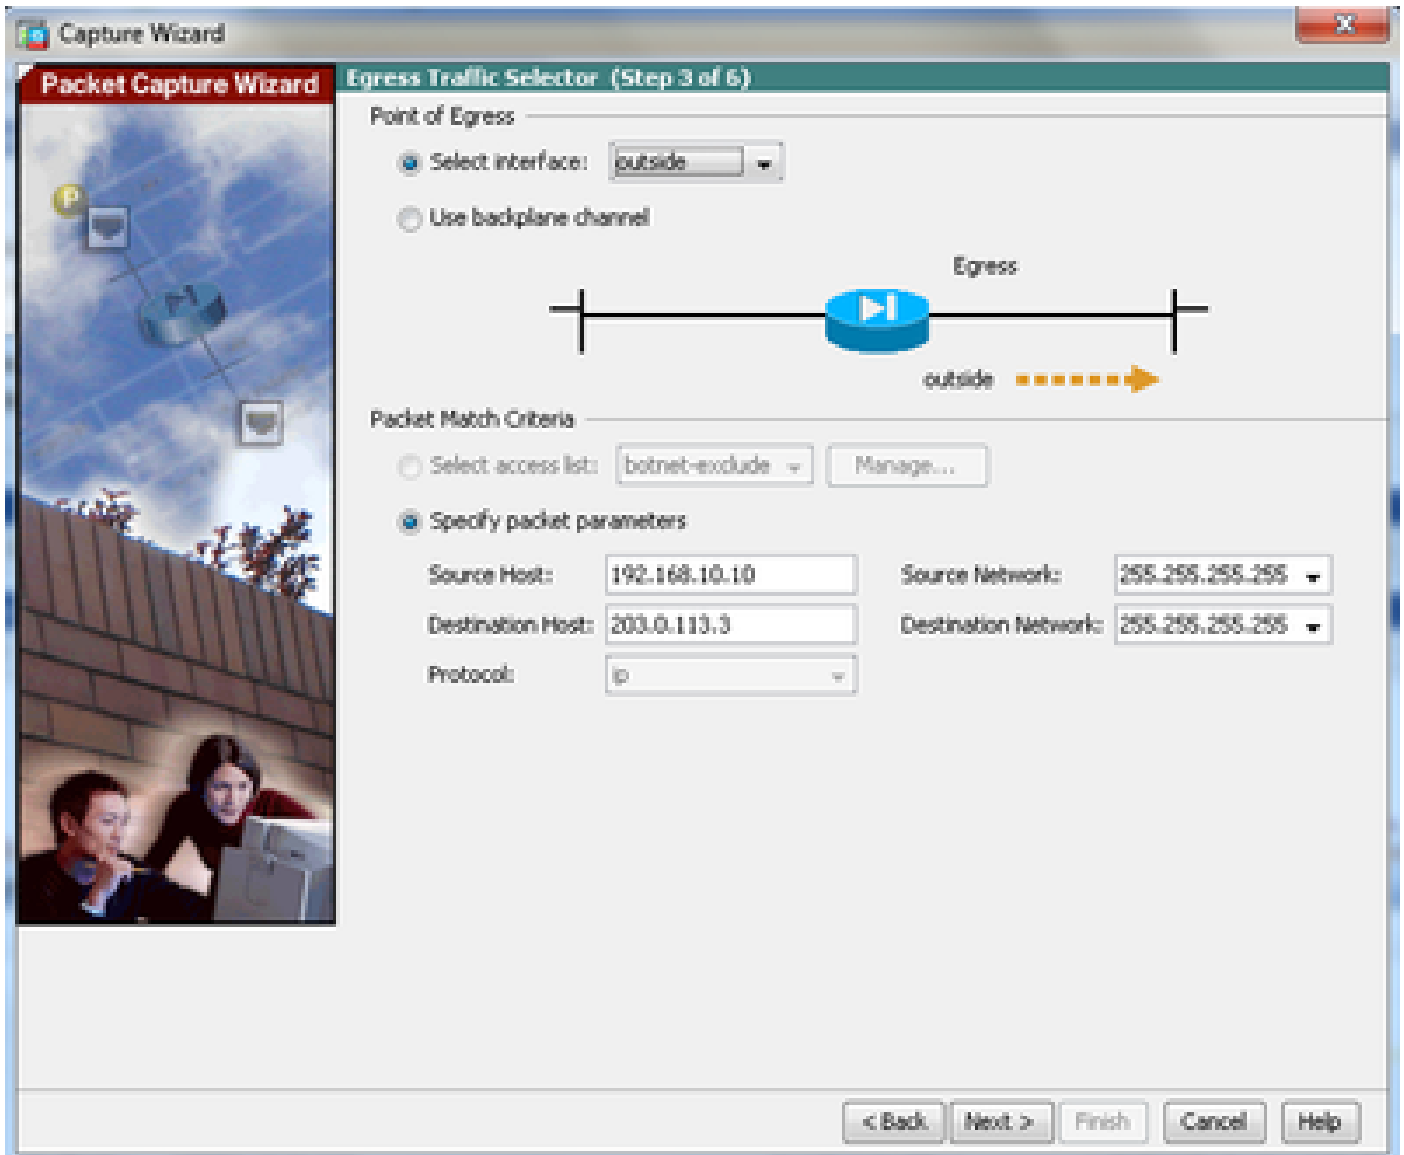 Capture Wizard
Packet Capture Wizard
Egress Traffic Selector (Step 3 of 6)
Point of Egress
Select interface: outside
Use backplane channel
Egress
outside
Packet Match Criteria
Select access list: botnet-exclude Manage...
Specify packet parameters
Source Host: 192.168.10.10 Source Network: 255.255.255.255
Destination Host: 203.0.113.3 Destination Network: 255.255.255.255
Protocol: ip
< Back Next > Finish Cancel Help